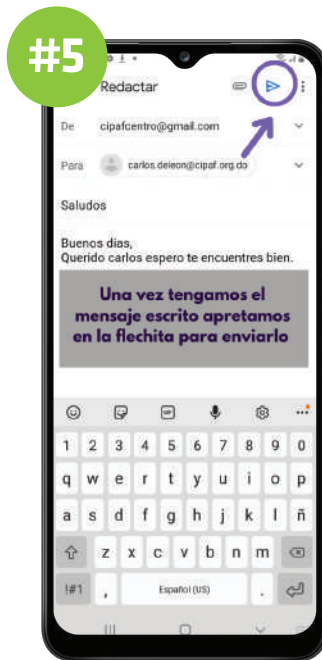 #5
Redactar
De cipafcentro@gmail.com
Para carlos.deleon@cipaf.org.do
Saludos
Buenos dias,
Querido carlos espero te encuentres bien.
Una vez tengamos el
mensaje escrito apretamos
en la flechita para enviarlo
GIF
1 2 3 4 5 6 7 8 9 0
q w e r t y u i o p
a s d f g h j k l ñ
z x c v b n m
!#1 , Español (US) .